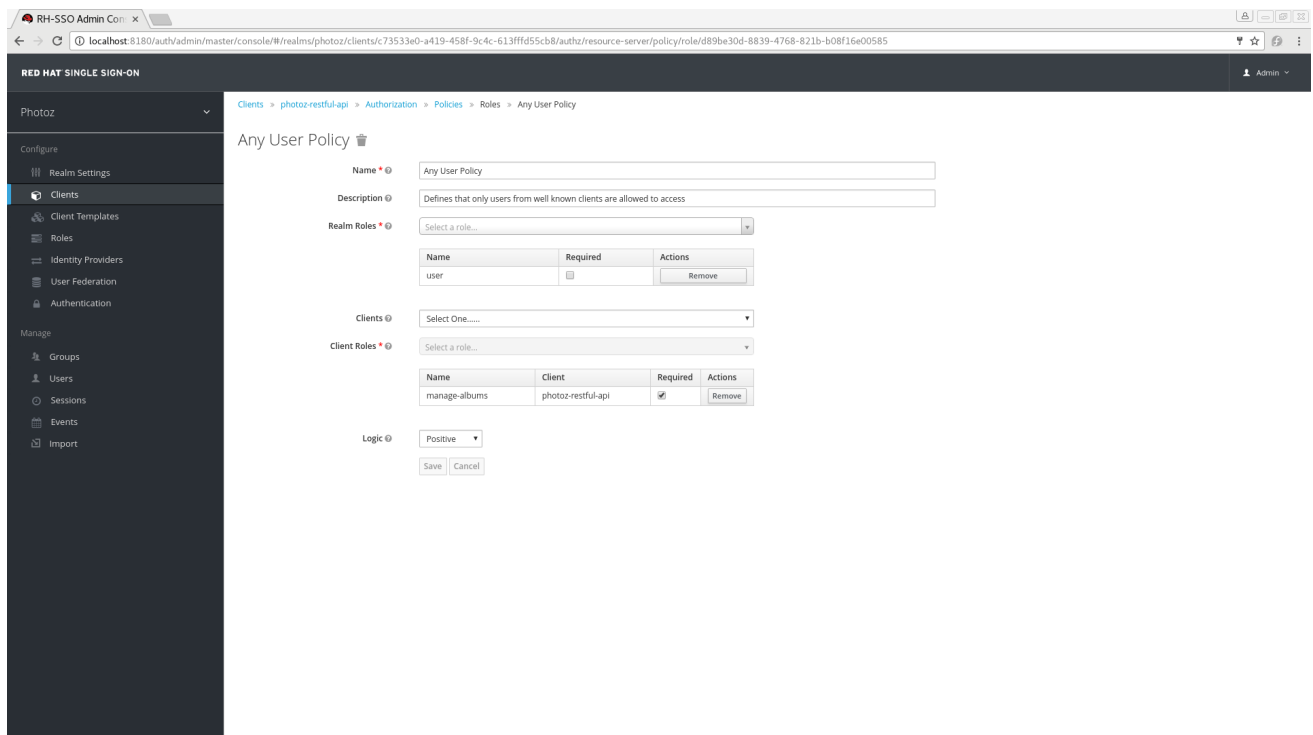 RH-SSO Admin Con
localhost:8180/auth/admin/master/console/#/realms/photoz/clients/c73533e0-a419-458f-9c4c-613fffd55cb8/authz/resource-server/policy/role/d89be30d-8839-4768-821b-b08f16e00585
RED HAT SINGLE SIGN-ON
Admin
Photoz
Clients » photoz-restful-api » Authorization » Policies » Roles » Any User Policy
Any User Policy
Configure
Realm Settings
Clients
Client Templates
Roles
Identity Providers
User Federation
Authentication
Manage
Groups
Users
Sessions
Events
Import
Name * Any User Policy
Description Defines that only users from well known clients are allowed to access
Realm Roles * Select a role...
Name Required Actions
user Remove
Clients Select One......
Client Roles * Select a role...
Name Client Required Actions
manage-albums photoz-restful-api Remove
Logic Positive
Save Cancel